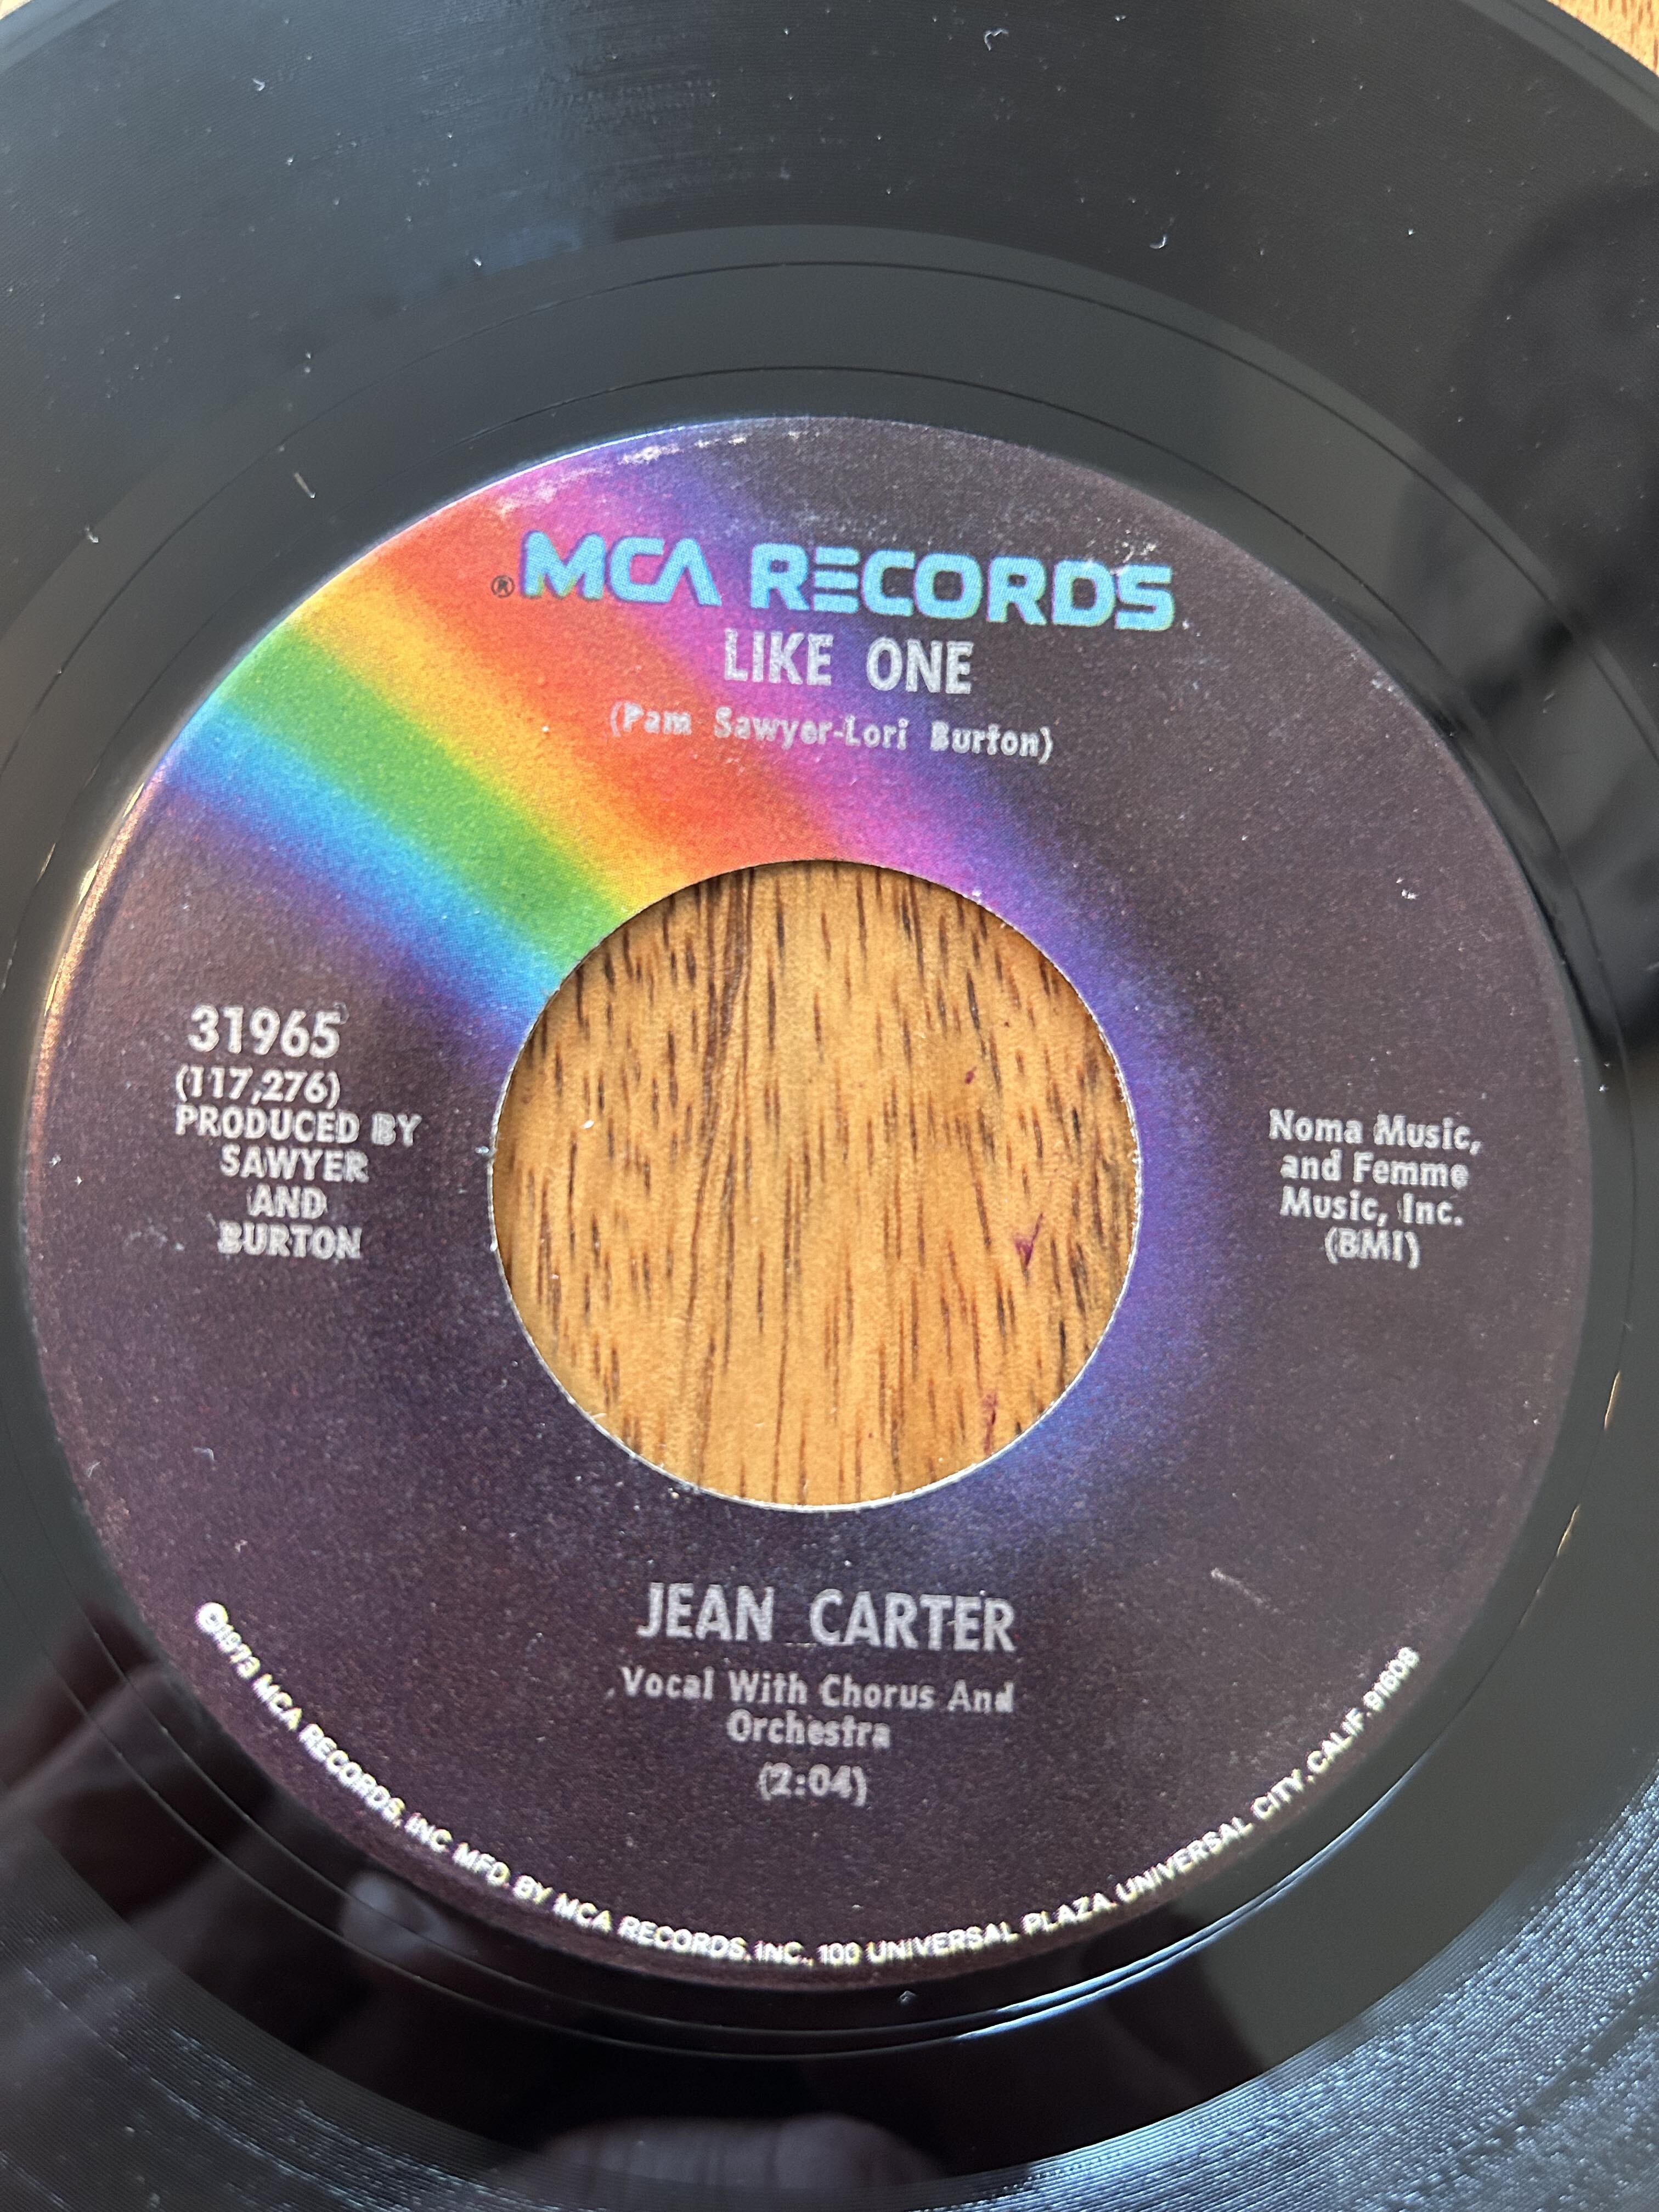 ® MCA RECORDS
LIKE ONE
(Pam Sawyer-Lori Burton)
31965
(117,276)
PRODUCED BY
SAWYER
AND
BURTON
Noma Music,
and Femme
Music, Inc.
(BMI)
JEAN CARTER
Vocal With Chorus And
Orchestra
(2:04)
©1973 MCA RECORDS, INC. MFD. BY MCA RECORDS, INC., 100 UNIVERSAL PLAZA, UNIVERSAL CITY, CALIF. 91608